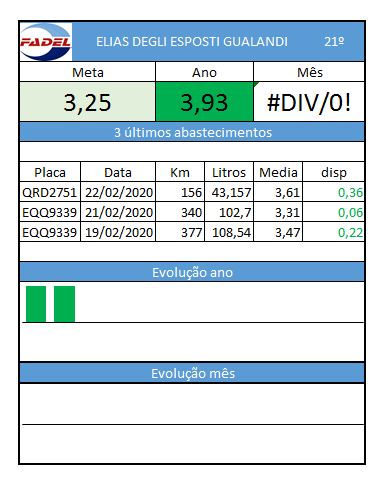 FADEL ELIAS DEGLI ESPOSTI GUALANDI 21º
Meta Ano Mês
3,25 3,93 #DIV/0!
3 últimos abastecimentos
Placa Data Km Litros Media disp
QRD2751 22/02/2020 156 43,157 3,61 0,36
EQQ9339 21/02/2020 340 102,7 3,31 0,06
EQQ9339 19/02/2020 377 108,54 3,47 0,22
Evolução ano
Evolução mês